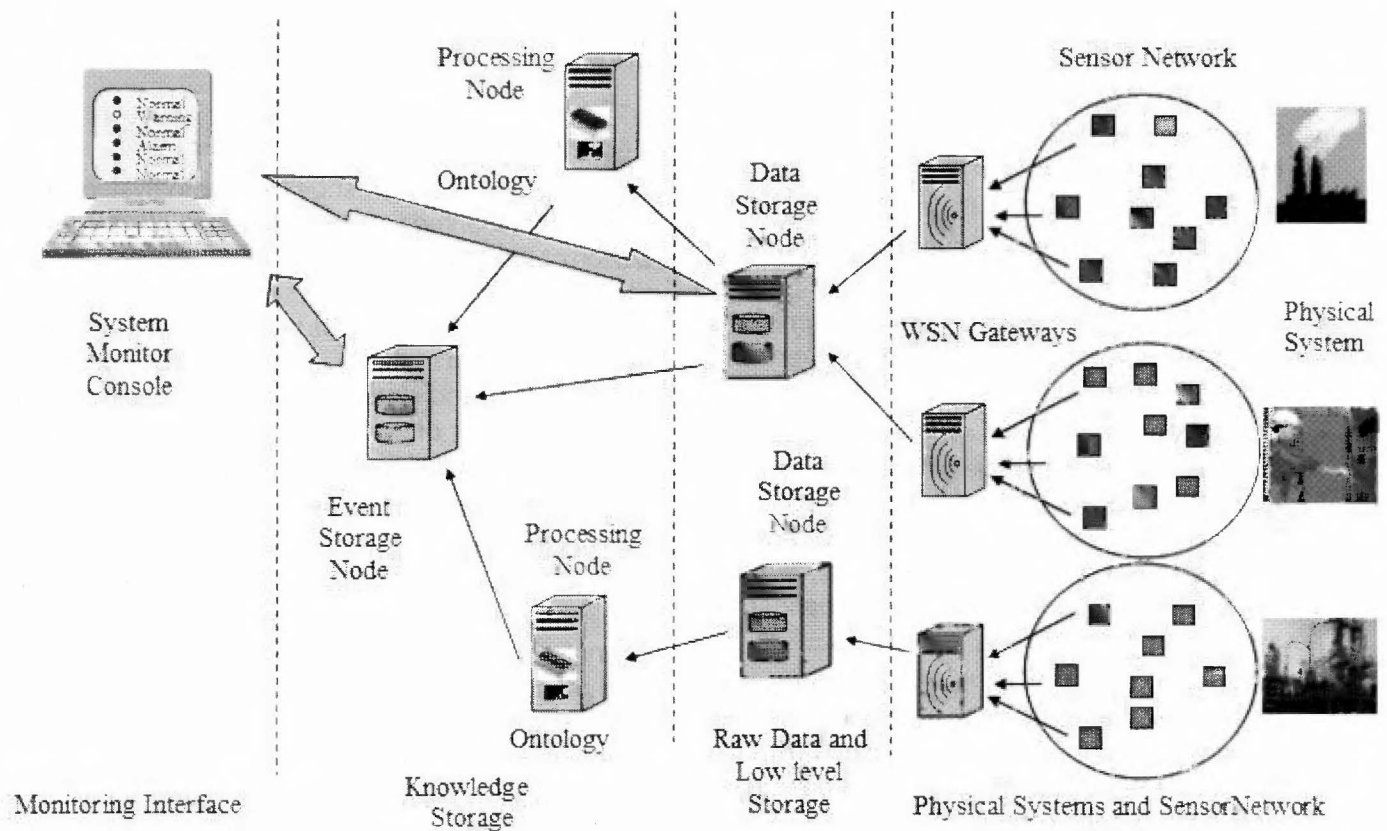 Processing
Node
Sensor Network
Normal
Warning
Normal
Alarm
Normal
Normal
Ontology
Data
Storage
Node
System
Monitor
Console
WSN Gateways
Physical
System
Event
Storage
Node
Processing
Node
Data
Storage
Node
Ontology
Raw Data and
Low level
Storage
Monitoring Interface
Knowledge
Storage
Physical Systems and SensorNetwork